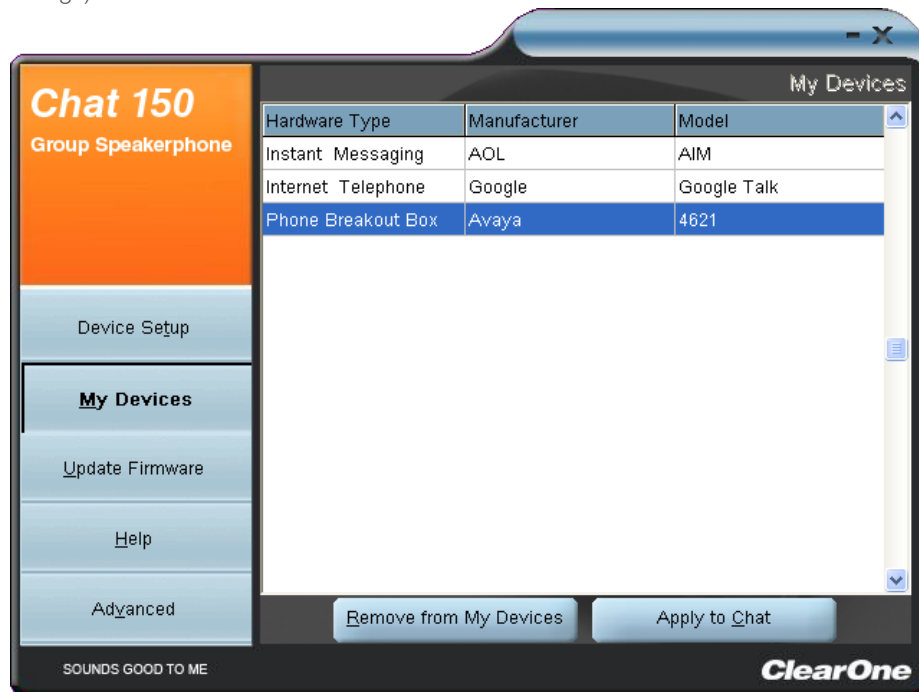 - X
My Devices
Chat 150
Group Speakerphone
Hardware Type Manufacturer Model
Instant Messaging AOL AIM
Internet Telephone Google Google Talk
Phone Breakout Box Avaya 4621
Device Setup
My Devices
Update Firmware
Help
Advanced
Remove from My Devices Apply to Chat
SOUNDS GOOD TO ME ClearOne